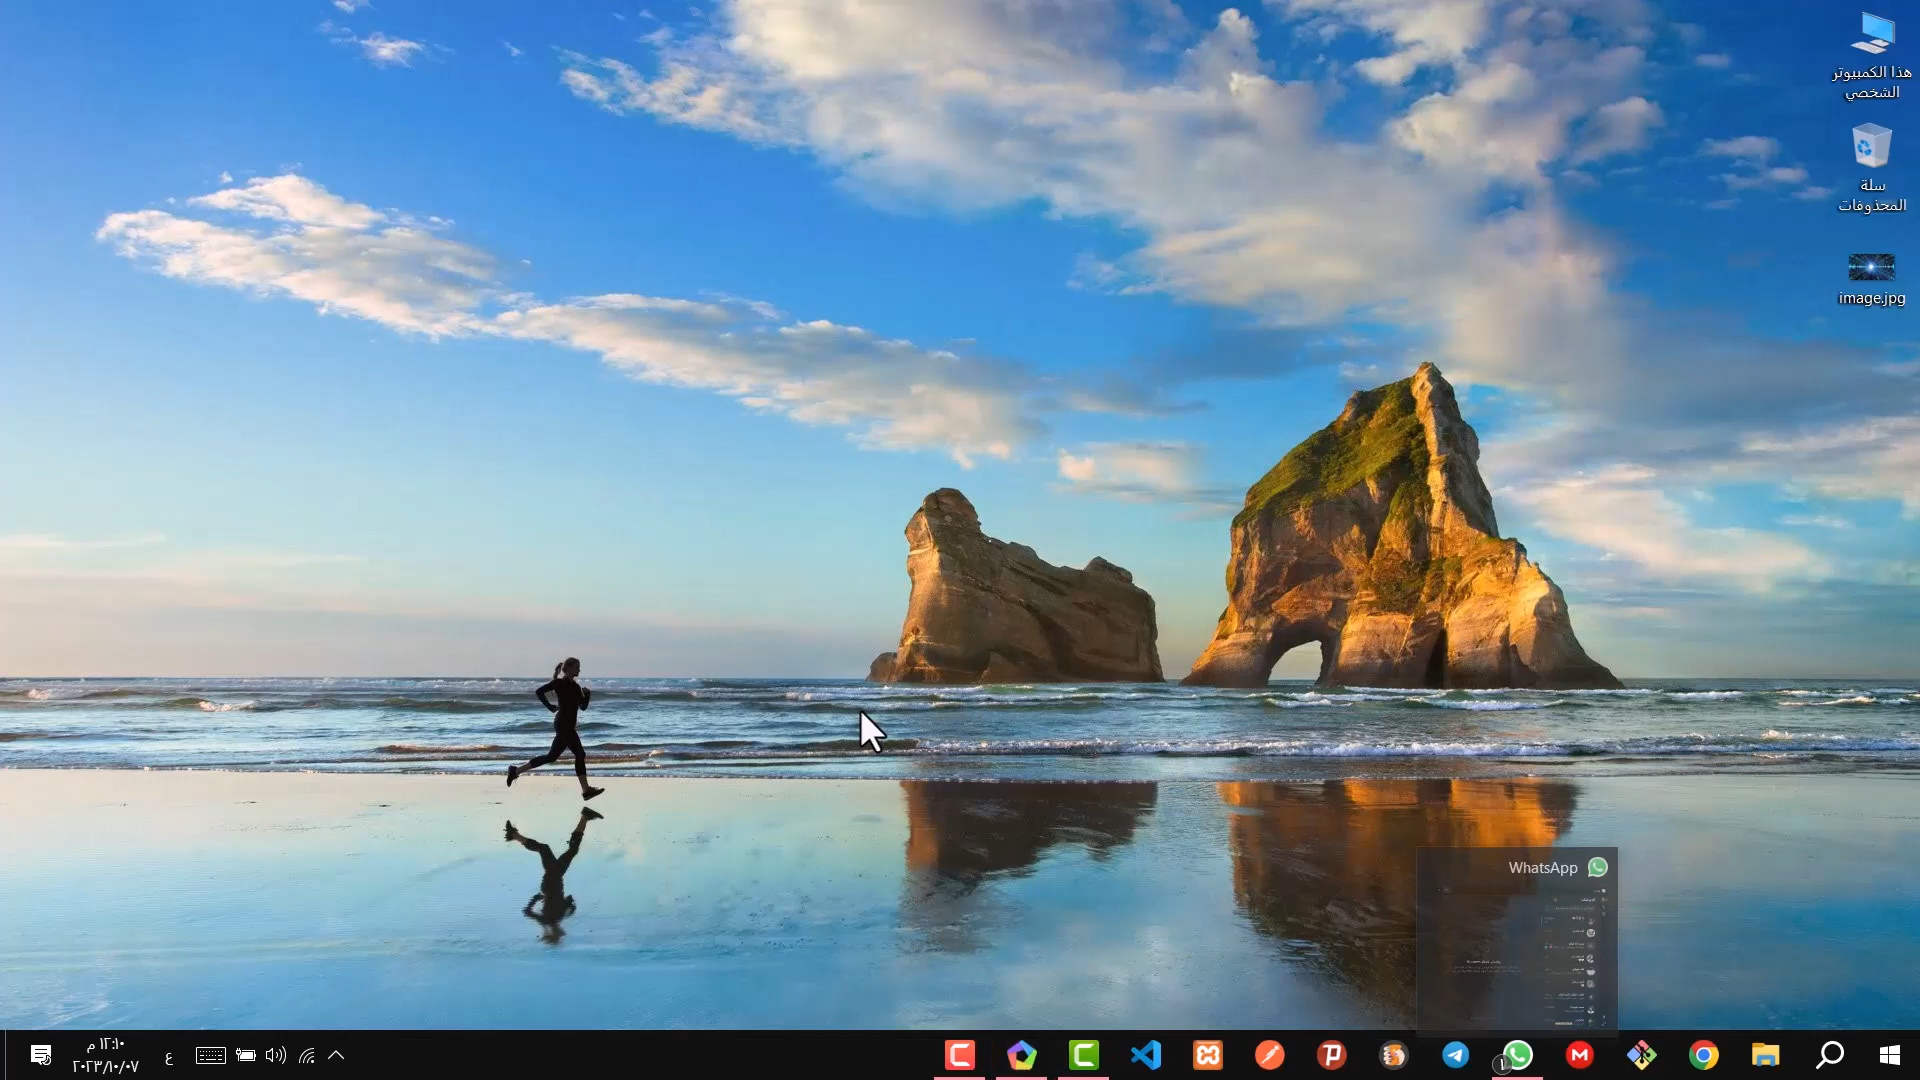 هذا الكمبيوتر
الشخصي
سلة
المحذوفات
image.jpg
WhatsApp
١٢:١٠ م
٢٠٢٣/١٠/٠٧
ع